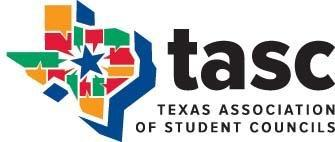 tasc
TEXAS ASSOCIATION
OF STUDENT COUNCILS